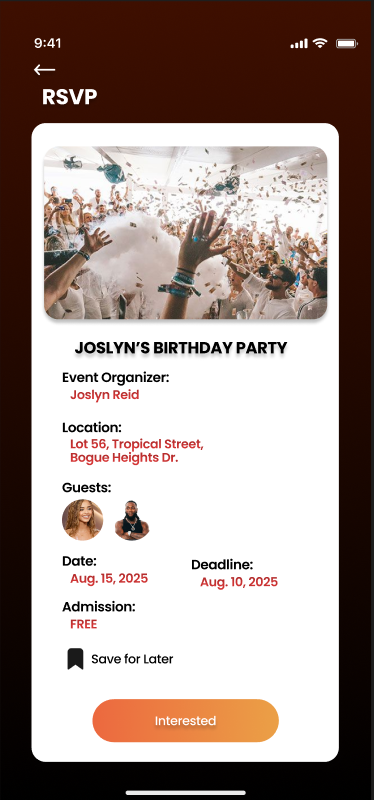 9:41
RSVP
JOSLYN’S BIRTHDAY PARTY
Event Organizer:
Joslyn Reid
Location:
Lot 56, Tropical Street,
Bogue Heights Dr.
Guests:
Date:
Aug. 15, 2025
Deadline:
Aug. 10, 2025
Admission:
FREE
Save for Later
Interested